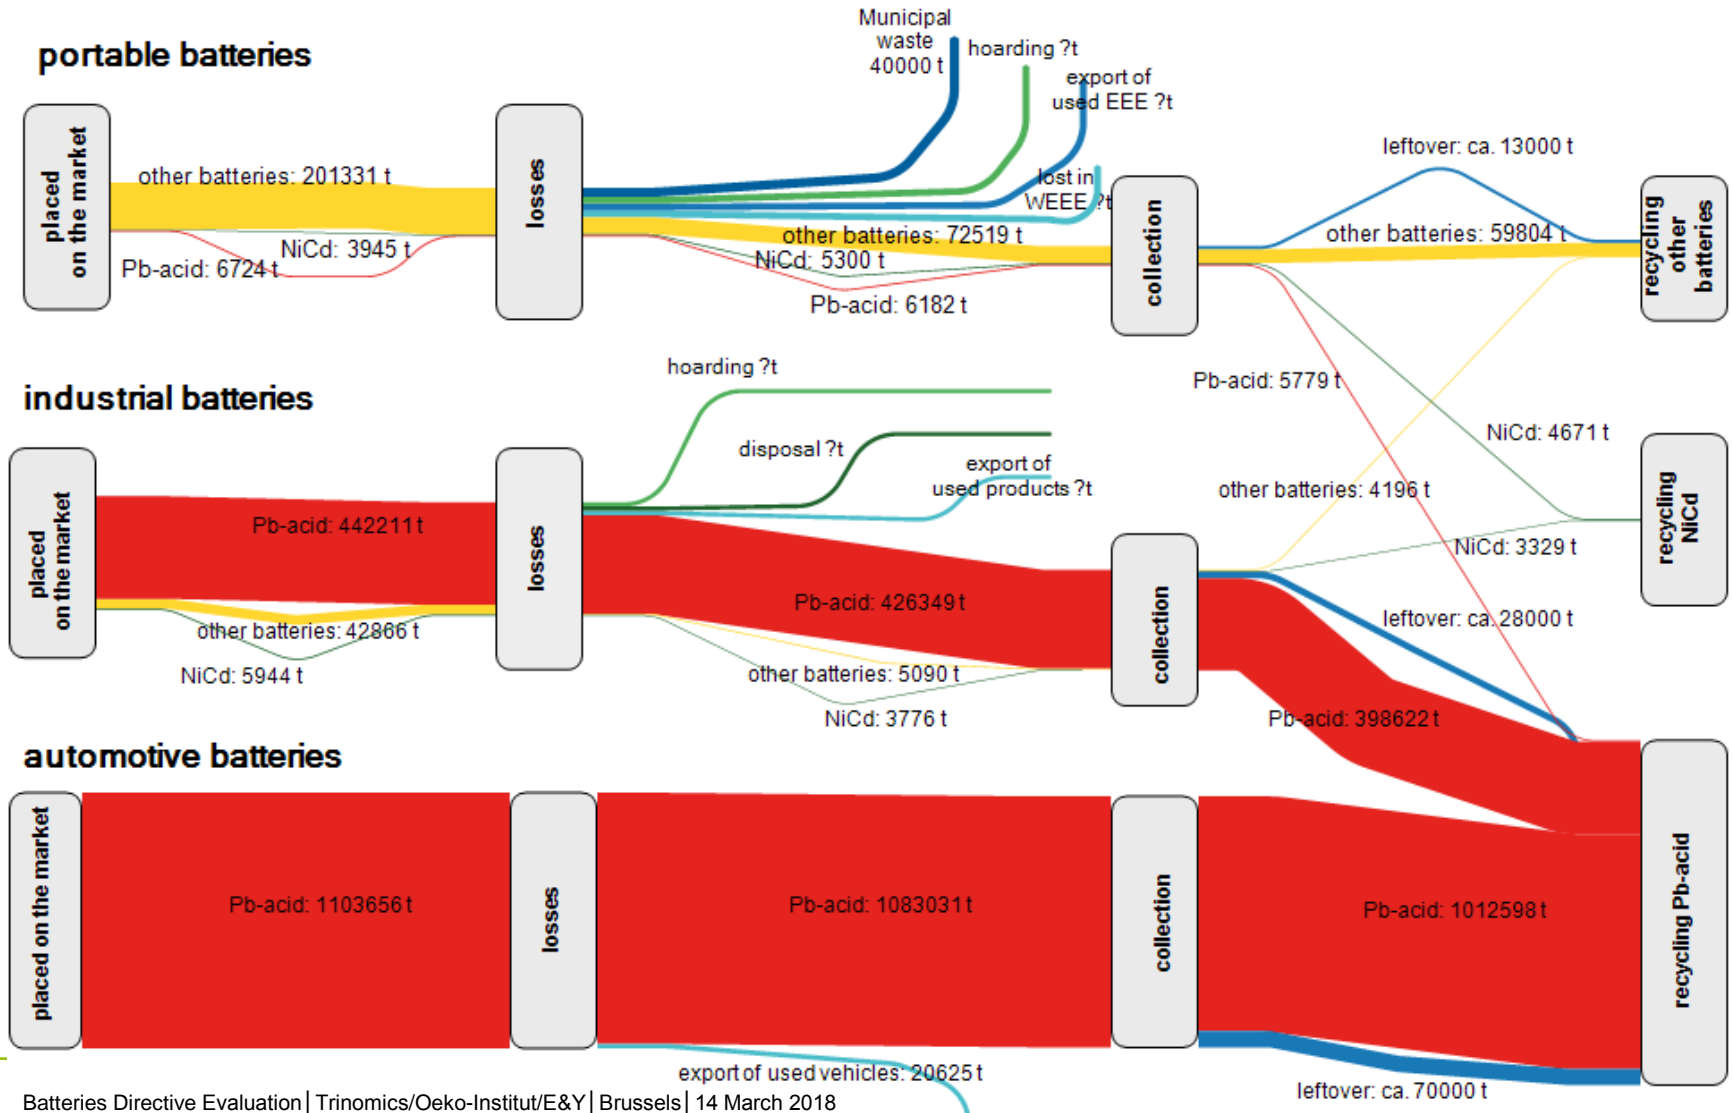 portable batteries
placed
on the market
other batteries: 201331 t
NiCd: 3945 t
Pb-acid: 6724 t
losses
Municipal
waste
40000 t
hoarding ?t
export of
used EEE ?t
lost in
WEEE ?t
other batteries: 72519 t
NiCd: 5300 t
Pb-acid: 6182 t
collection
leftover: ca. 13000 t
other batteries: 59804 t
recycling
other
batteries
Pb-acid: 5779 t
NiCd: 4671 t
industrial batteries
placed
on the market
Pb-acid: 442211 t
other batteries: 42866 t
NiCd: 5944 t
losses
hoarding ?t
disposal ?t
export of
used products ?t
Pb-acid: 426349 t
other batteries: 5090 t
NiCd: 3776 t
collection
other batteries: 4196 t
NiCd: 3329 t
leftover: ca. 28000 t
Pb-acid: 398622 t
recycling
NiCd
automotive batteries
placed on the market
Pb-acid: 1103656 t
losses
Pb-acid: 1083031 t
export of used vehicles: 20625 t
collection
Pb-acid: 1012598 t
leftover: ca. 70000 t
recycling Pb-acid
Batteries Directive Evaluation | Trinomics/Oeko-Institut/E&Y | Brussels | 14 March 2018